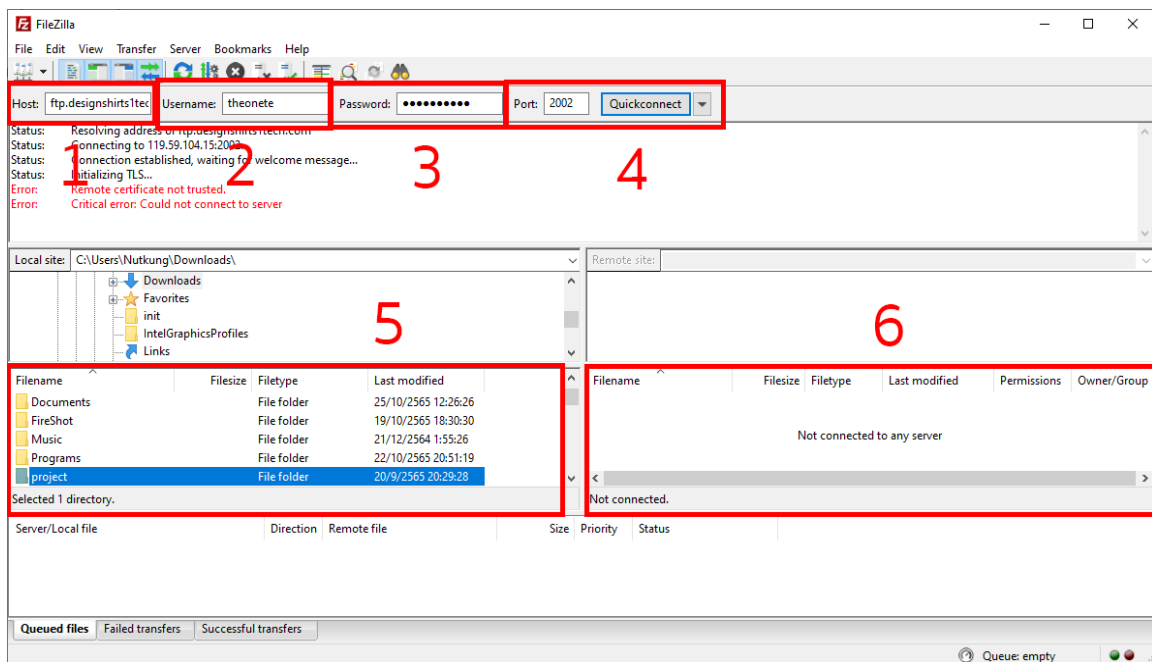 FileZilla
File Edit View Transfer Server Bookmarks Help
Host: ftp.designshirts1tec Username: theonete Password: •••••••••• Port: 2002 Quickconnect
Status: Resolving address of ftp.designshirts1tech.com
Status: Connecting to 119.59.104.15:2002...
Status: Connection established, waiting for welcome message...
Status: Initializing TLS...
Error: Remote certificate not trusted.
Error: Critical error: Could not connect to server
1 2 3 4
Local site: C:\Users\Nutkung\Downloads\ Remote site:
Downloads
Favorites
init
IntelGraphicsProfiles
Links
5 6
Filename Filesize Filetype Last modified
Documents File folder 25/10/2565 12:26:26
FireShot File folder 19/10/2565 18:30:30
Music File folder 21/12/2564 1:55:26
Programs File folder 22/10/2565 20:51:19
project File folder 20/9/2565 20:29:28
Selected 1 directory.
Filename Filesize Filetype Last modified Permissions Owner/Group
Not connected to any server
Not connected.
Server/Local file Direction Remote file Size Priority Status
Queued files Failed transfers Successful transfers
Queue: empty